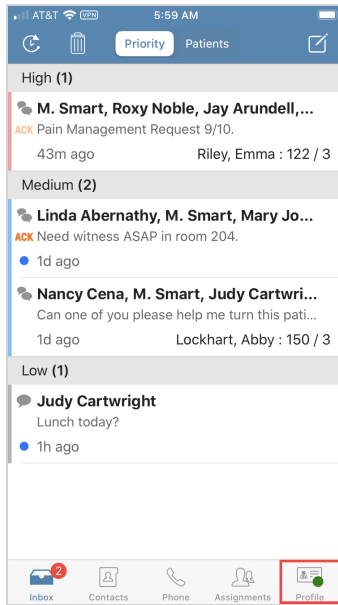 AT&T VPN 5:59 AM
Priority Patients
High (1)
M. Smart, Roxy Noble, Jay Arundell,...
ACK Pain Management Request 9/10.
43m ago Riley, Emma : 122 / 3
Medium (2)
Linda Abernathy, M. Smart, Mary Jo...
ACK Need witness ASAP in room 204.
1d ago
Nancy Cena, M. Smart, Judy Cartwri...
Can one of you please help me turn this pati...
1d ago Lockhart, Abby : 150 / 3
Low (1)
Judy Cartwright
Lunch today?
1h ago
2
Inbox Contacts Phone Assignments Profile